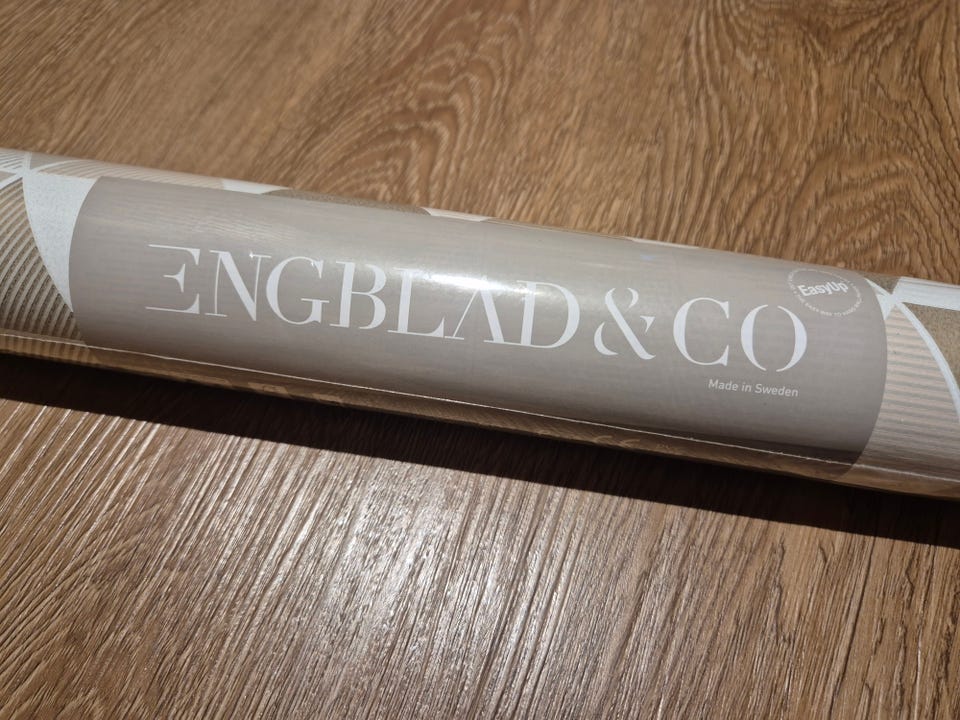 ENGBLAD & CO
Made in Sweden
EasyUp